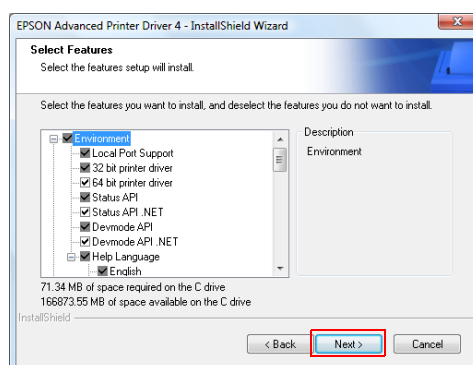 EPSON Advanced Printer Driver 4 - InstallShield Wizard
Select Features
Select the features setup will install.
Select the features you want to install, and deselect the features you do not want to install.
Environment
Local Port Support
32 bit printer driver
64 bit printer driver
Status API
Status API .NET
Devmode API
Devmode API .NET
Help Language
English
Description
Environment
71.34 MB of space required on the C drive
166873.55 MB of space available on the C drive
InstallShield
< Back
Next >
Cancel